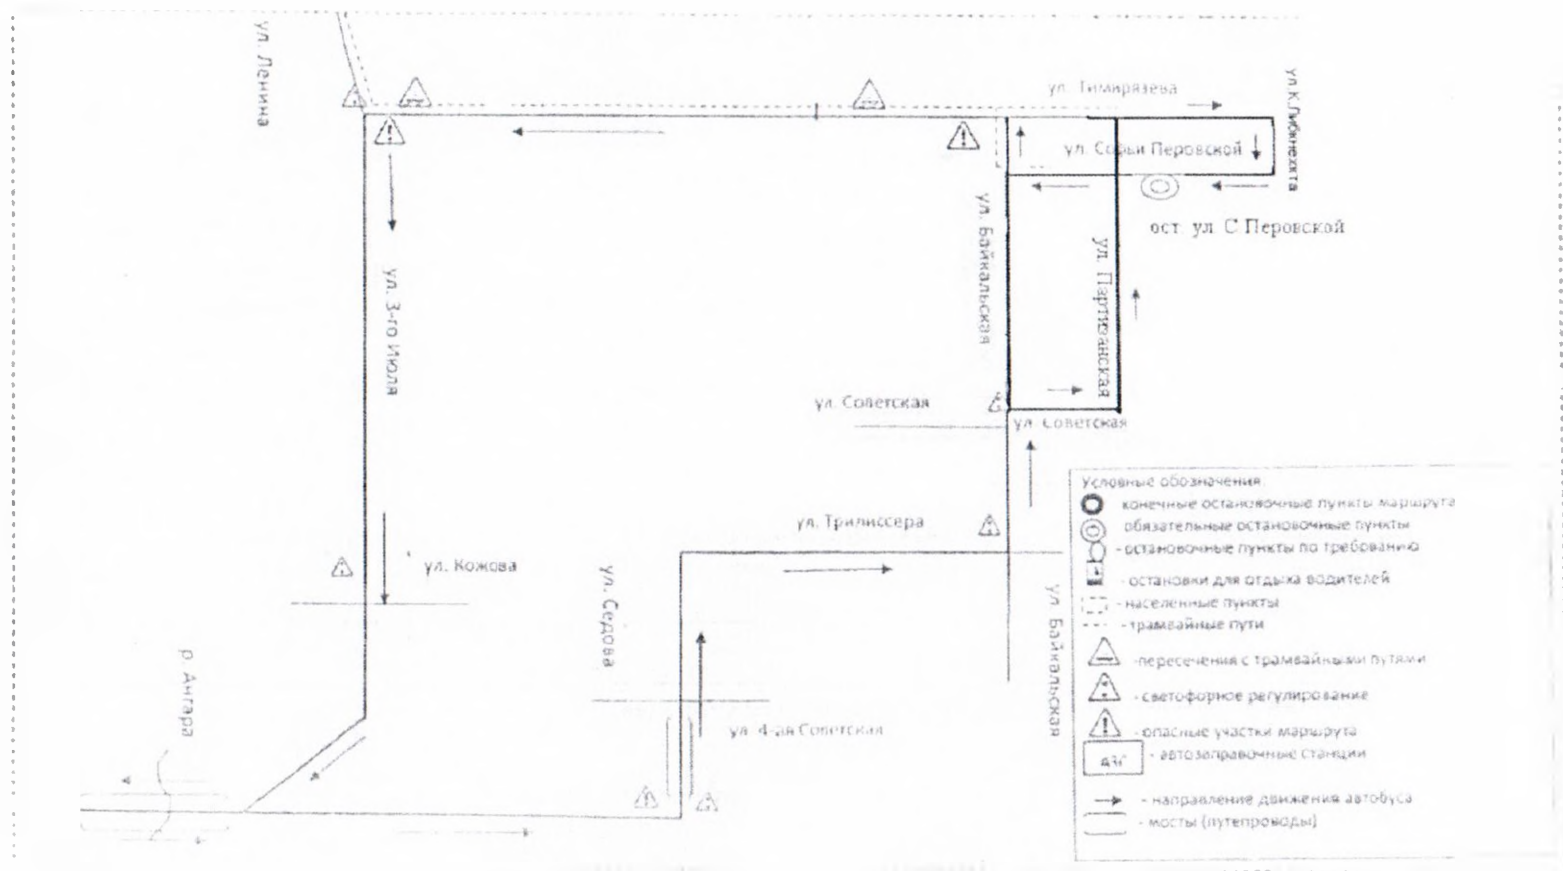 ул. Ленина
ул. Тимирязева
ул.К.Либкнехта
ул. Софьи Перовской
ост. ул. С.Перовской
ул. Байкальская
ул. Партизанская
ул. 3-го Июля
ул. Советская
ул. Советская
ул. Трилиссера
ул. Кожова
ул. Седова
ул. Байкальская
р. Ангара
ул. 4-ая Советская
Условные обозначения
конечные остановочные пункты маршрута
обязательные остановочные пункты
- остановочные пункты по требованию
- остановки для отдыха водителей
- населенные пункты
- трамвайные пути
-пересечения с трамвайными путями
- светофорное регулирование
- опасные участки маршрута
АЗС - автозаправочные станции
- направление движения автобуса
- мосты (путепроводы)